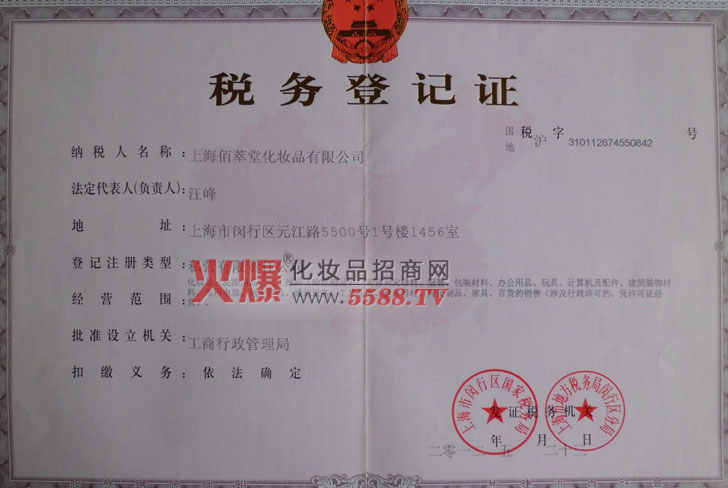 税务登记证
国 税 沪 字 310112674550842 号
地
纳税人名称：上海佰萃堂化妆品有限公司
法定代表人(负责人)：汪峰
地 址：上海市闵行区元江路5500号1号楼1456室
登记注册类型：
火爆®化妆品招商网
www.5588.TV
经营范围：
包装材料、办公用品、玩具、计算机及配件、建筑装饰材
品、家具、百货的销售（涉及行政许可的，凭许可证经
批准设立机关：工商行政管理局
扣缴义务：依法确定
上海市闵行区国家税务局
上海市地方税务局闵行区分局
发证税务机关
年 月 日
二零一二 五 二十二